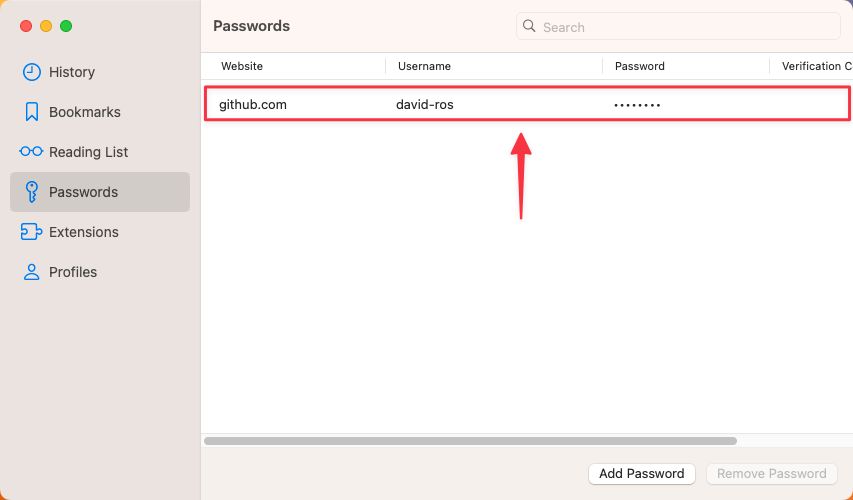 Passwords
Search
History
Bookmarks
Reading List
Passwords
Extensions
Profiles
Website Username Password Verification C
github.com david-ros ••••••••
Add Password Remove Password